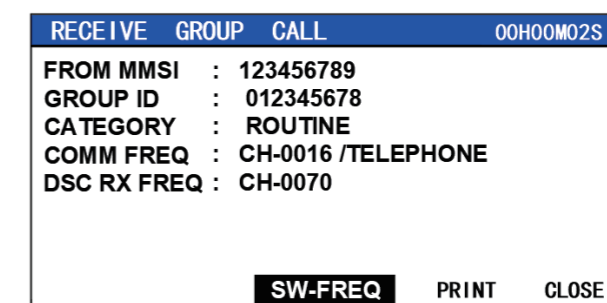 RECEIVE GROUP CALL 00H00M02S
FROM MMSI : 123456789
GROUP ID : 012345678
CATEGORY : ROUTINE
COMM FREQ : CH-0016 /TELEPHONE
DSC RX FREQ : CH-0070
SW-FREQ PRINT CLOSE